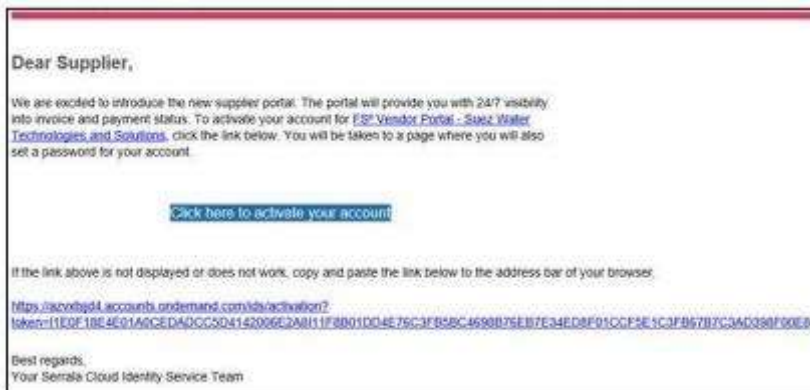 Dear Supplier,
We are excited to introduce the new supplier portal. The portal will provide you with 24/7 visibility
into invoice and payment status. To activate your account for FS² Vendor Portal - Suez Water
Technologies and Solutions, click the link below. You will be taken to a page where you will also
set a password for your account.
Click here to activate your account
If the link above is not displayed or does not work, copy and paste the link below to the address bar of your browser.
accounts.ondemand.com/ids/activation?
Best regards,
Your Serrala Cloud Identity Service Team